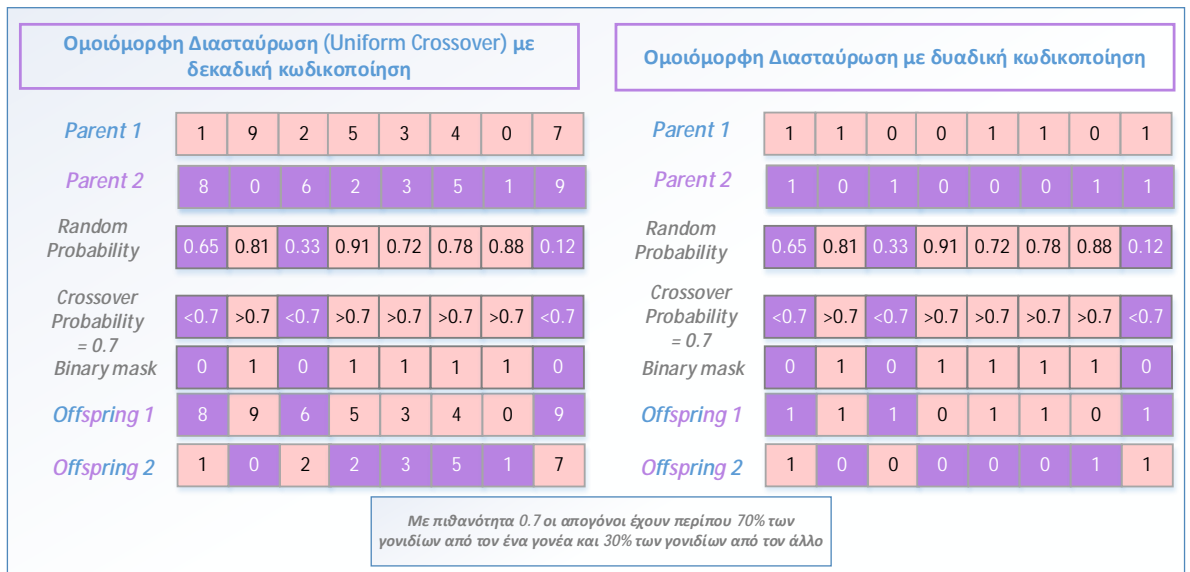 Ομοιόμορφη Διασταύρωση (Uniform Crossover) με
δεκαδική κωδικοποίηση
Parent 1 1 9 2 5 3 4 0 7
Parent 2 8 0 6 2 3 5 1 9
Random
Probability 0.65 0.81 0.33 0.91 0.72 0.78 0.88 0.12
Crossover
Probability <0.7 >0.7 <0.7 >0.7 >0.7 >0.7 >0.7 <0.7
= 0.7
Binary mask 0 1 0 1 1 1 1 0
Offspring 1 8 9 6 5 3 4 0 9
Offspring 2 1 0 2 2 3 5 1 7
Ομοιόμορφη Διασταύρωση με δυαδική κωδικοποίηση
Parent 1 1 1 0 0 1 1 0 1
Parent 2 1 0 1 0 0 0 1 1
Random
Probability 0.65 0.81 0.33 0.91 0.72 0.78 0.88 0.12
Crossover
Probability <0.7 >0.7 <0.7 >0.7 >0.7 >0.7 >0.7 <0.7
= 0.7
Binary mask 0 1 0 1 1 1 1 0
Offspring 1 1 1 1 0 1 1 0 1
Offspring 2 1 0 0 0 0 0 1 1
Με πιθανότητα 0.7 οι απογόνοι έχουν περίπου 70% των
γονιδίων από τον ένα γονέα και 30% των γονιδίων από τον άλλο